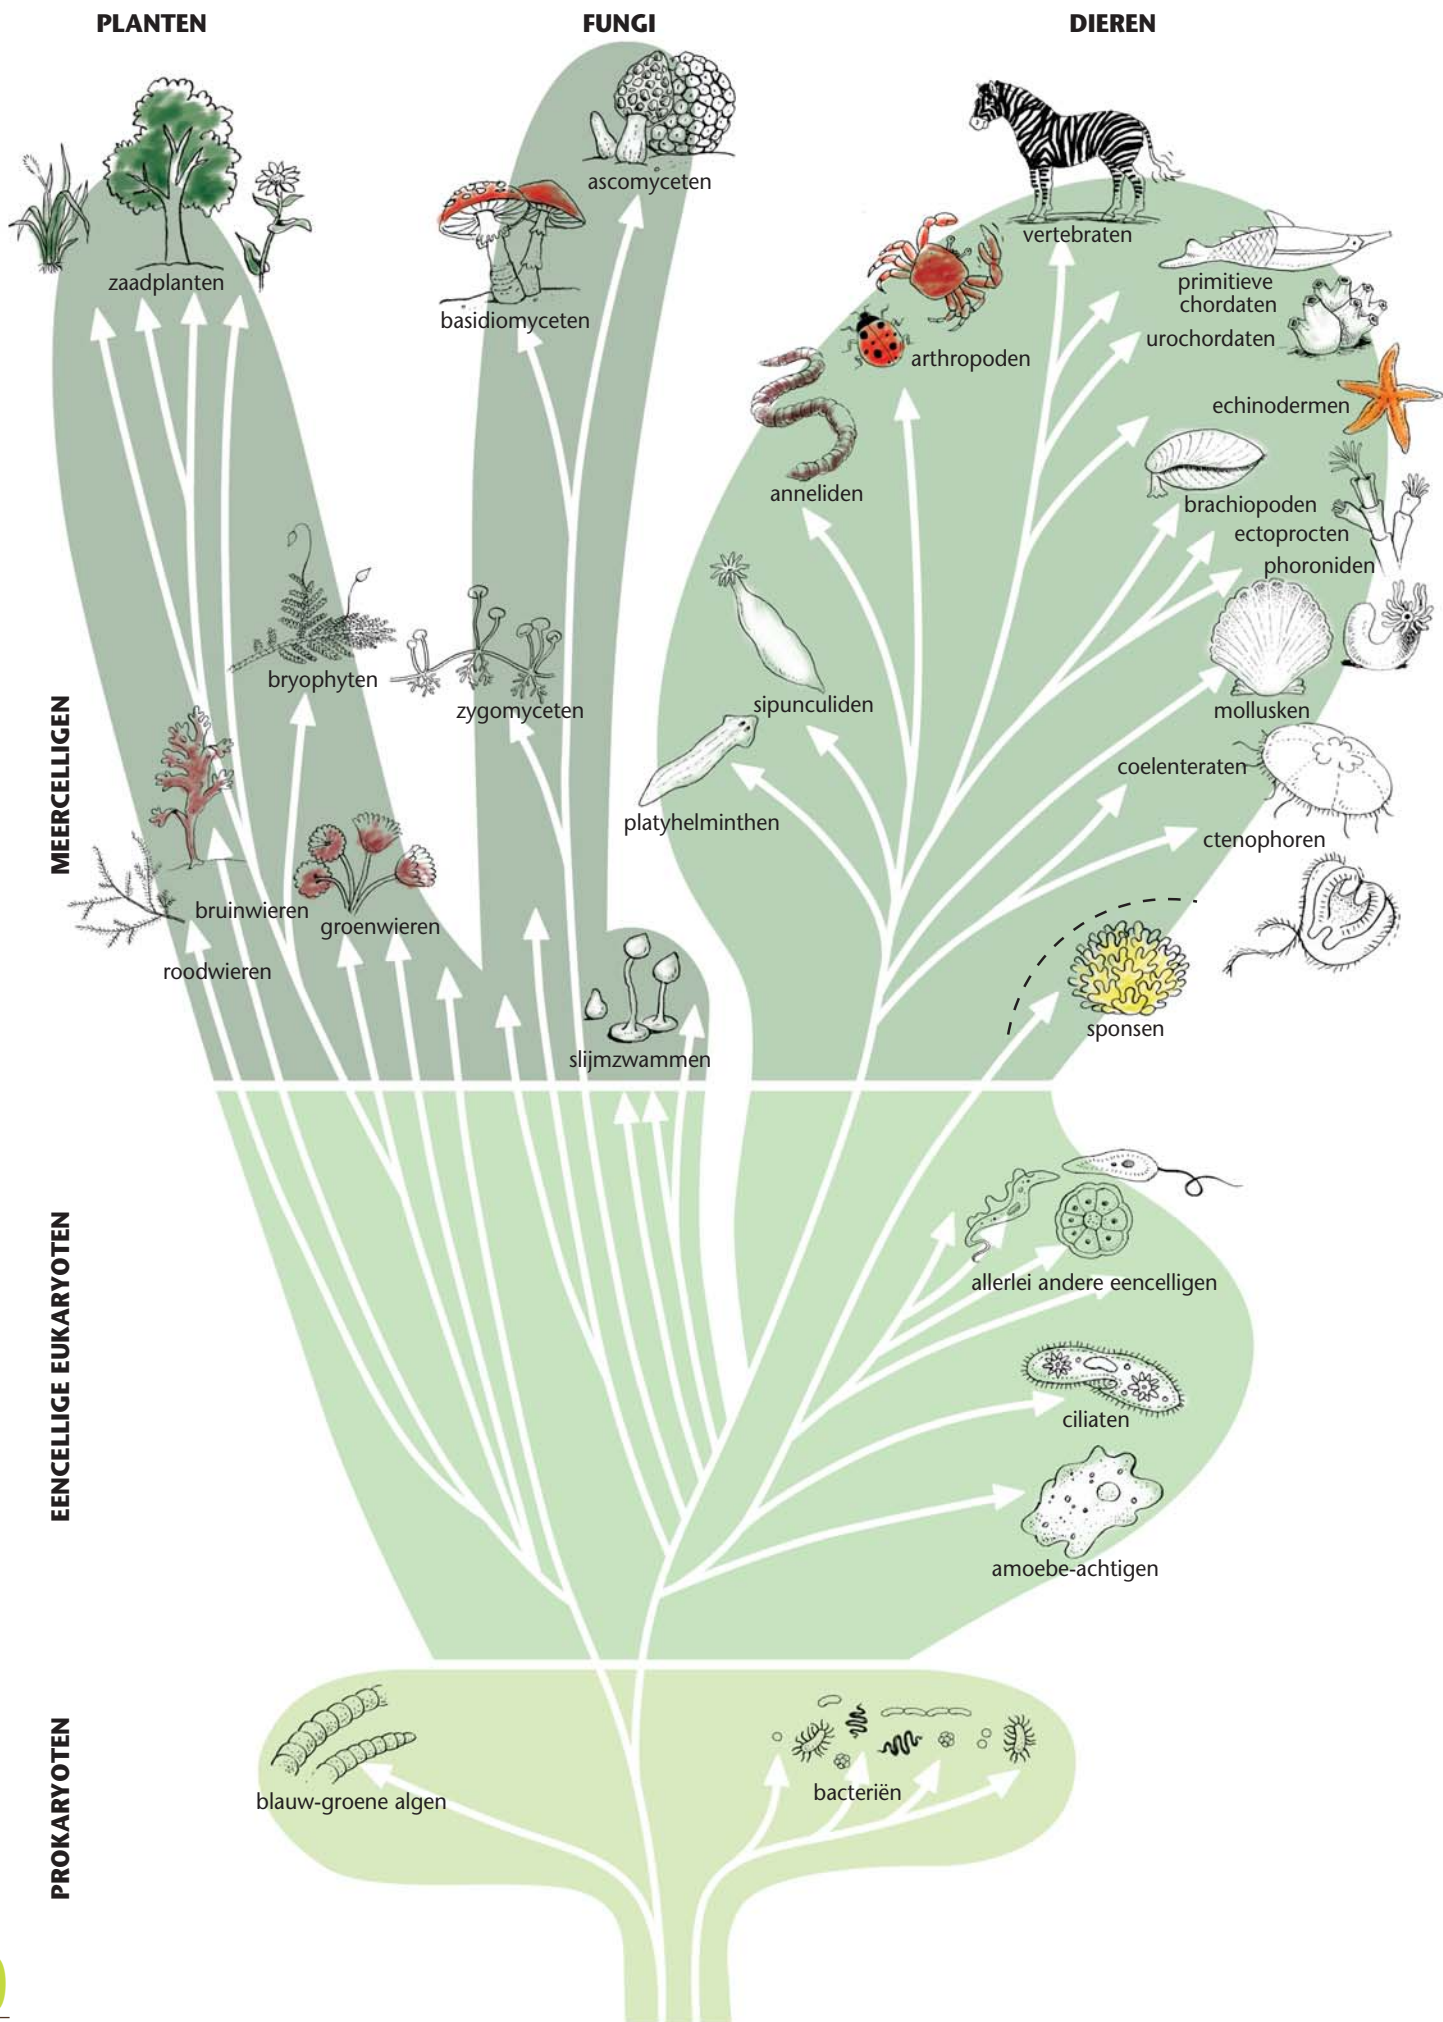 PLANTEN
FUNGI
DIEREN
ascomyceten
vertebraten
zaadplanten
primitieve
chordaten
basidiomyceten
urochordaten
arthropoden
echinodermen
anneliden
brachiopoden
ectoprocten
phoroniden
bryophyten
sipunculiden
zygomyceten
mollusken
MEERCELLIGEN
coelenteraten
platyhelminthen
ctenophoren
bruinwieren
groenwieren
roodwieren
sponsen
slijmzwammen
EENCELLIGE EUKARYOTEN
allerlei andere eencelligen
ciliaten
amoebe-achtigen
PROKARYOTEN
bacteriën
blauw-groene algen